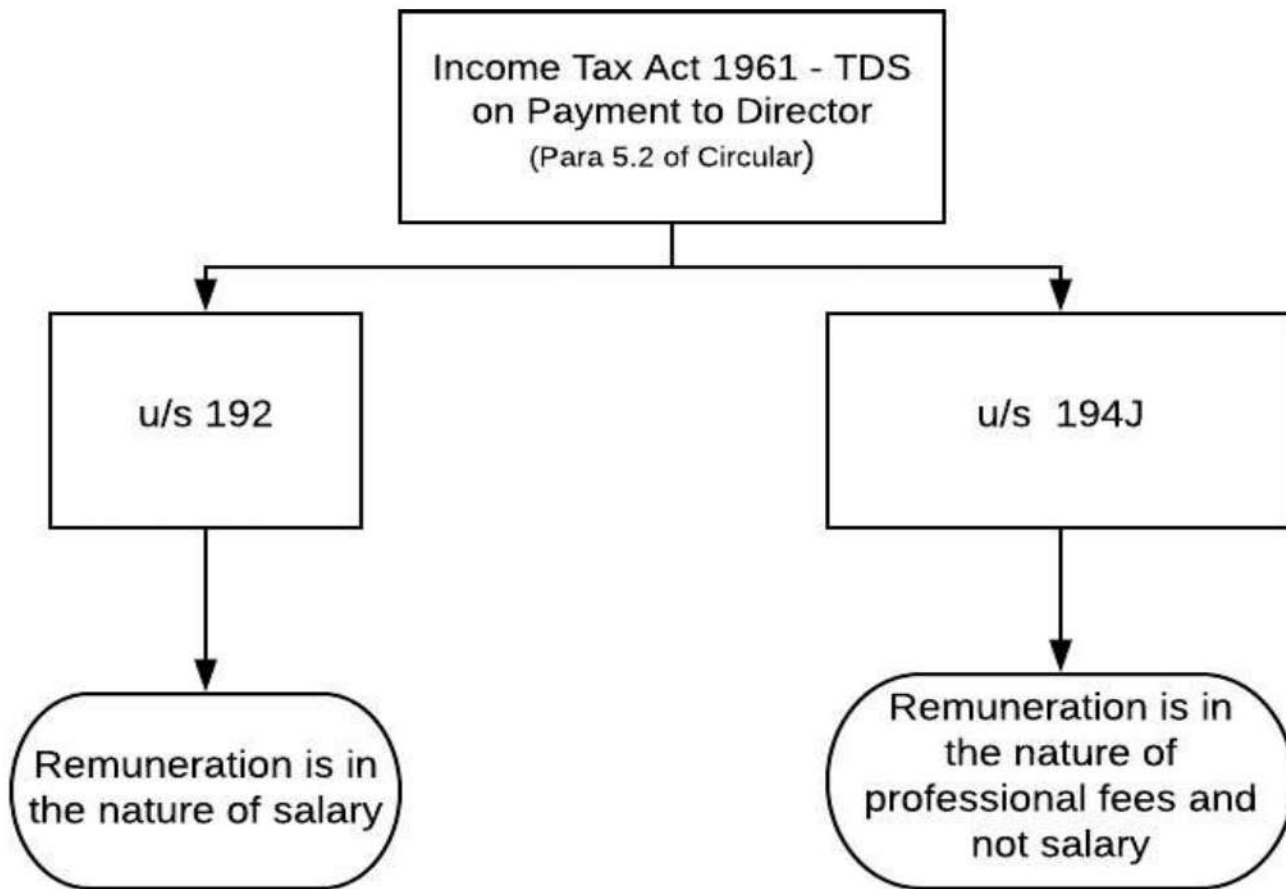 Income Tax Act 1961 - TDS
on Payment to Director
(Para 5.2 of Circular)
u/s 192
u/s 194J
Remuneration is in
the nature of salary
Remuneration is in
the nature of
professional fees and
not salary